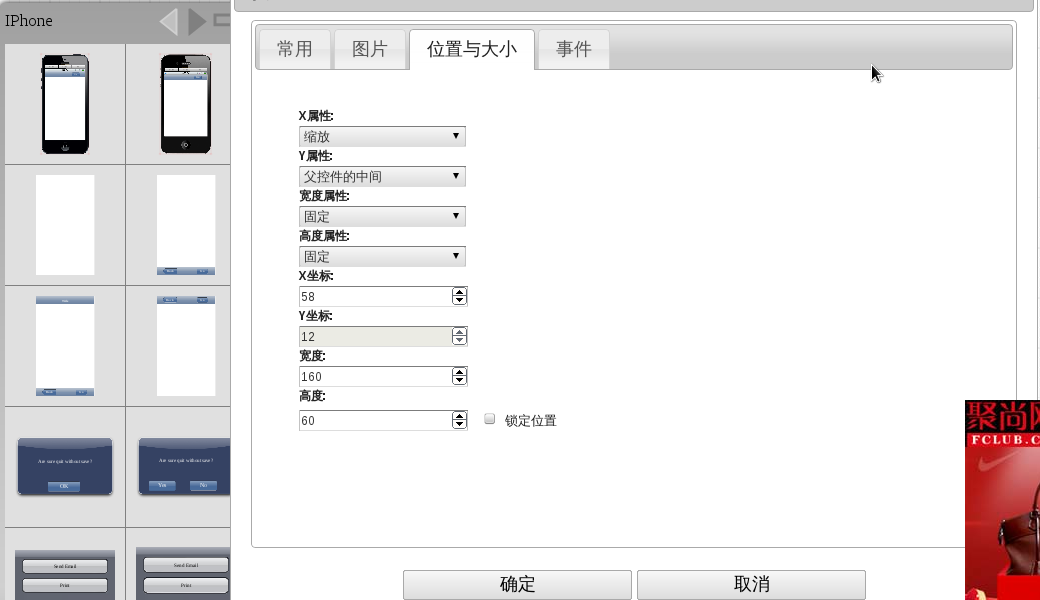 IPhone
常用
图片
位置与大小
事件
X属性:
缩放
Y属性:
父控件的中间
宽度属性:
固定
高度属性:
固定
X坐标:
58
Y坐标:
12
宽度:
160
高度:
60
锁定位置
Are sure quit without save?
OK
Are sure quit without save?
Yes
No
Send Email
Print
Send Email
Print
确定
取消
聚尚
FCLUB.C